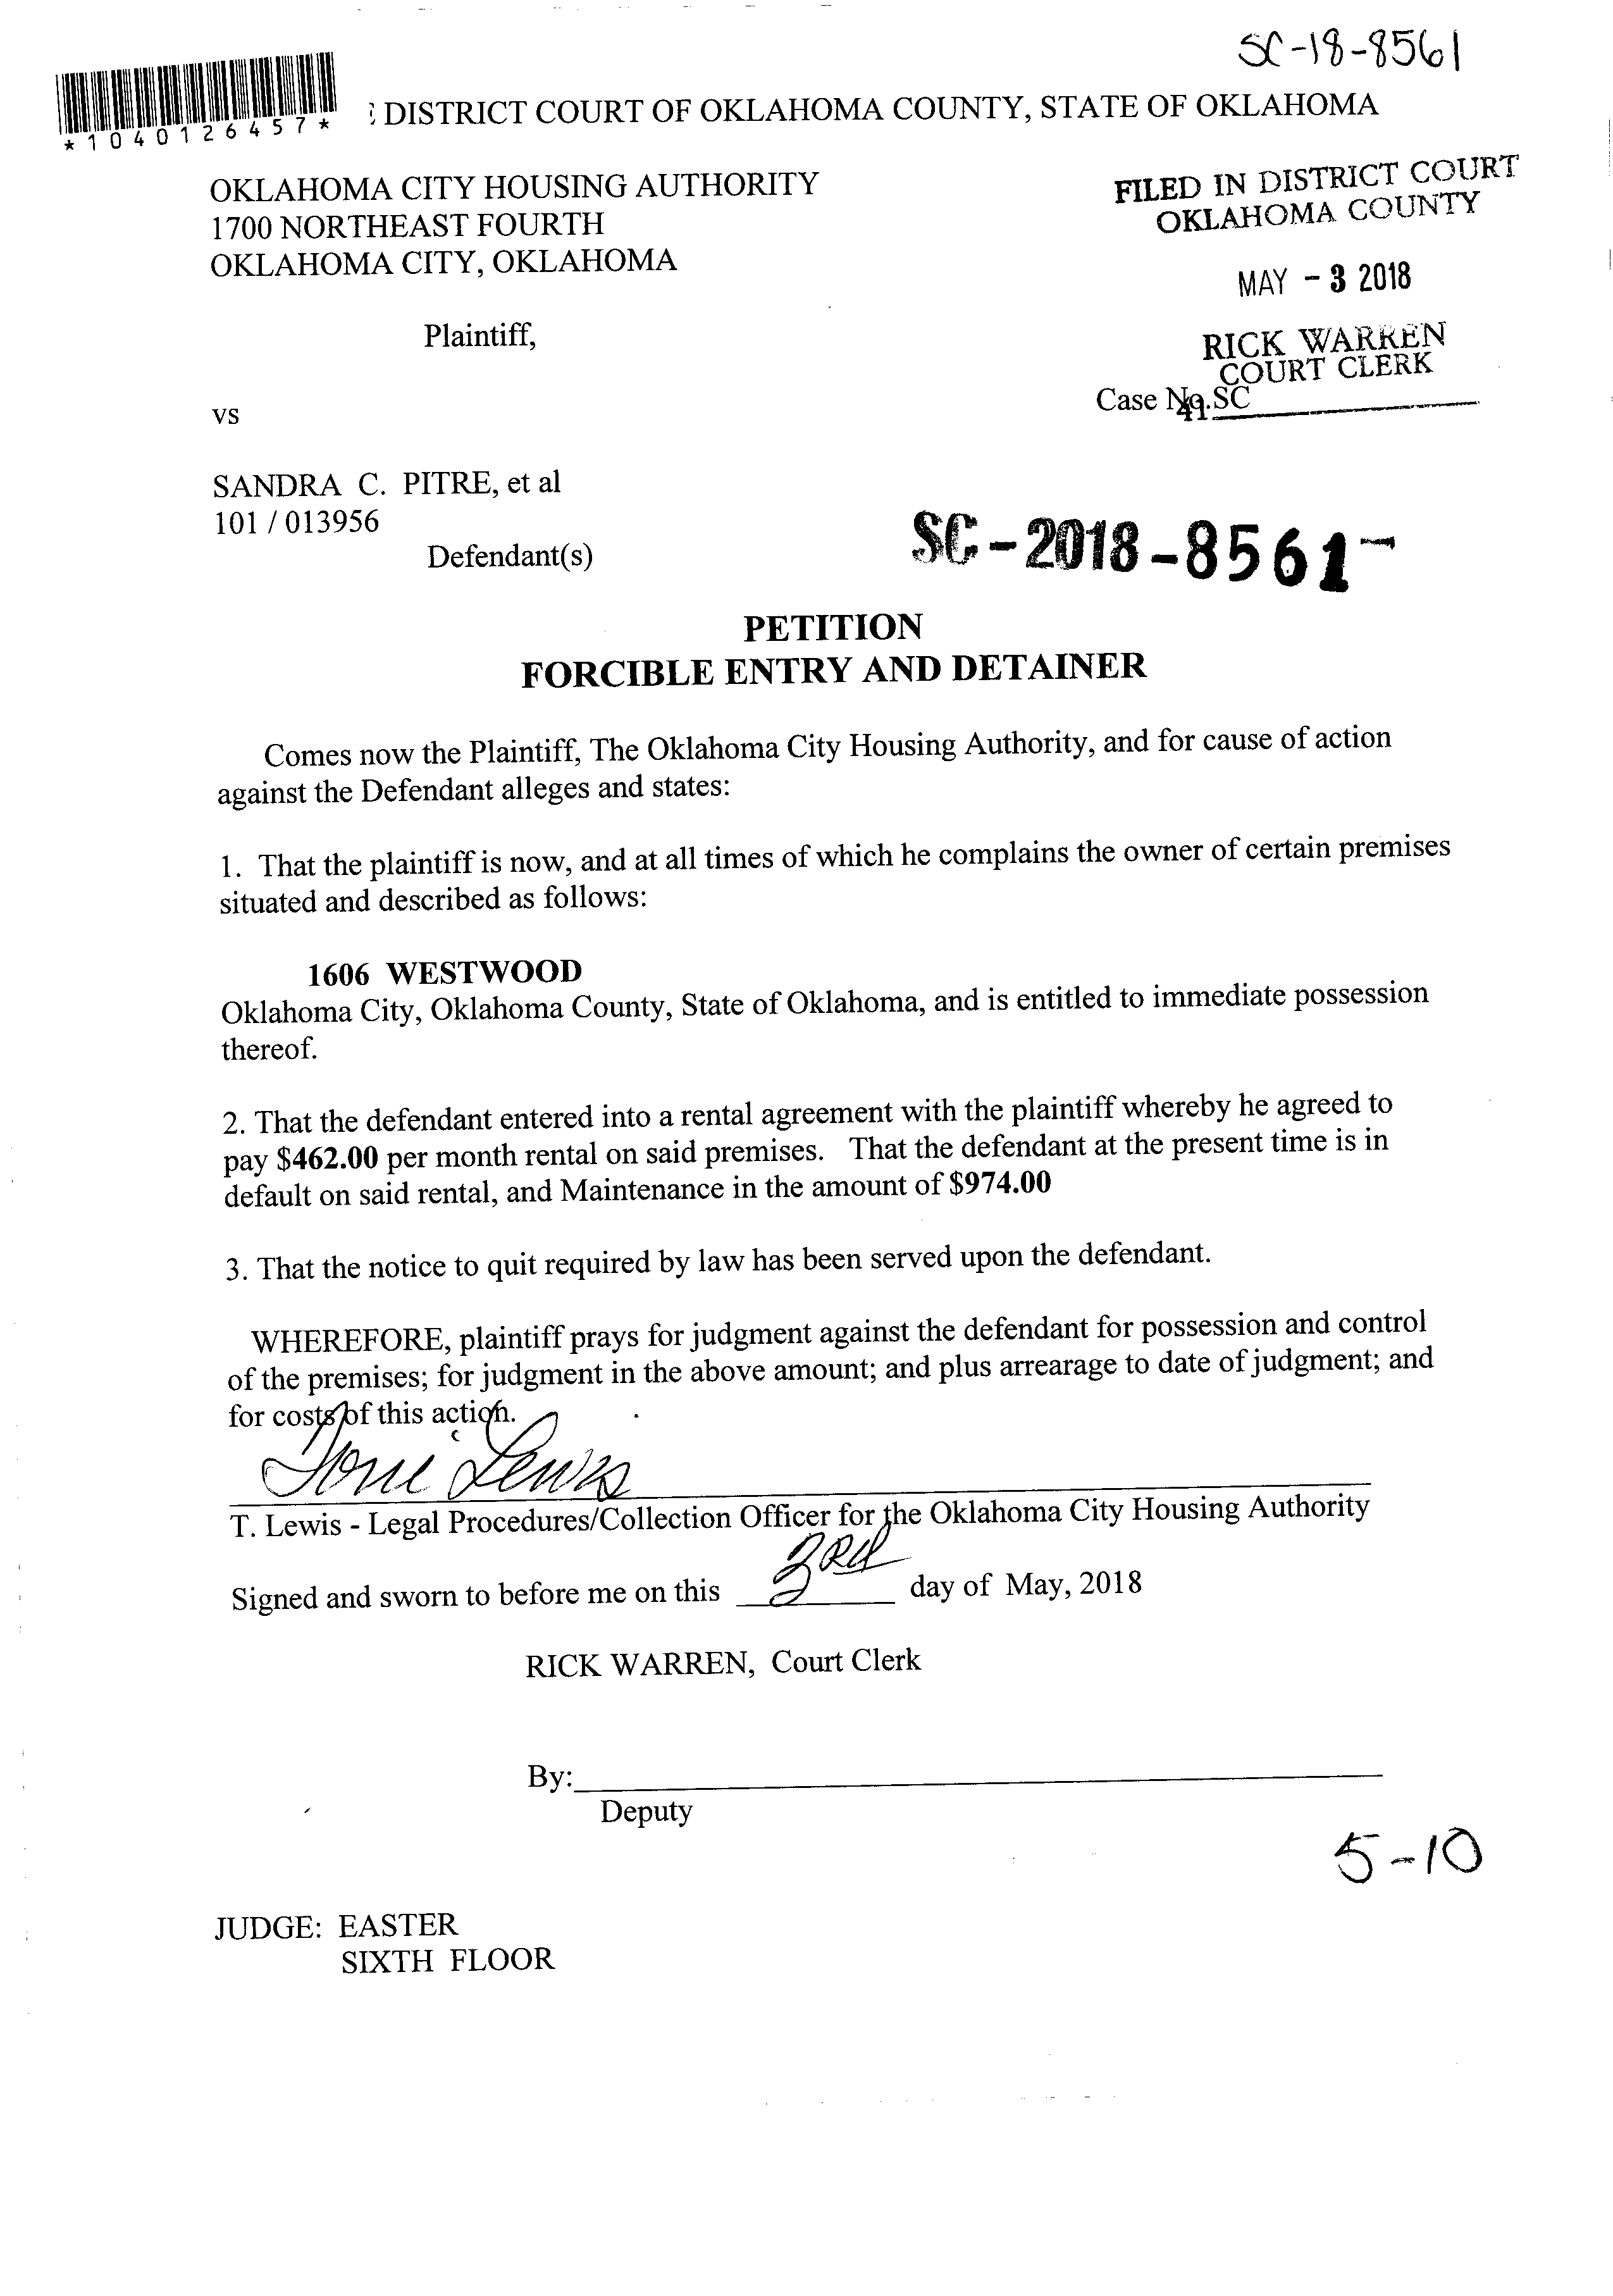 SC-18-8561
*1040126457*
DISTRICT COURT OF OKLAHOMA COUNTY, STATE OF OKLAHOMA
OKLAHOMA CITY HOUSING AUTHORITY
1700 NORTHEAST FOURTH
OKLAHOMA CITY, OKLAHOMA
FILED IN DISTRICT COURT
OKLAHOMA COUNTY
MAY - 3 2018
Plaintiff,
RICK WARREN
COURT CLERK
Case No.SC
41
vs
SANDRA C. PITRE, et al
101 / 013956
Defendant(s)
SC-2018-8561-
PETITION
FORCIBLE ENTRY AND DETAINER
Comes now the Plaintiff, The Oklahoma City Housing Authority, and for cause of action
against the Defendant alleges and states:
1. That the plaintiff is now, and at all times of which he complains the owner of certain premises
situated and described as follows:
1606 WESTWOOD
Oklahoma City, Oklahoma County, State of Oklahoma, and is entitled to immediate possession
thereof.
2. That the defendant entered into a rental agreement with the plaintiff whereby he agreed to
pay $462.00 per month rental on said premises. That the defendant at the present time is in
default on said rental, and Maintenance in the amount of $974.00
3. That the notice to quit required by law has been served upon the defendant.
WHEREFORE, plaintiff prays for judgment against the defendant for possession and control
of the premises; for judgment in the above amount; and plus arrearage to date of judgment; and
for costs of this action.
Toni Lewis
T. Lewis - Legal Procedures/Collection Officer for the Oklahoma City Housing Authority
Signed and sworn to before me on this 3rd day of May, 2018
RICK WARREN, Court Clerk
By:
Deputy
5-10
JUDGE: EASTER
SIXTH FLOOR